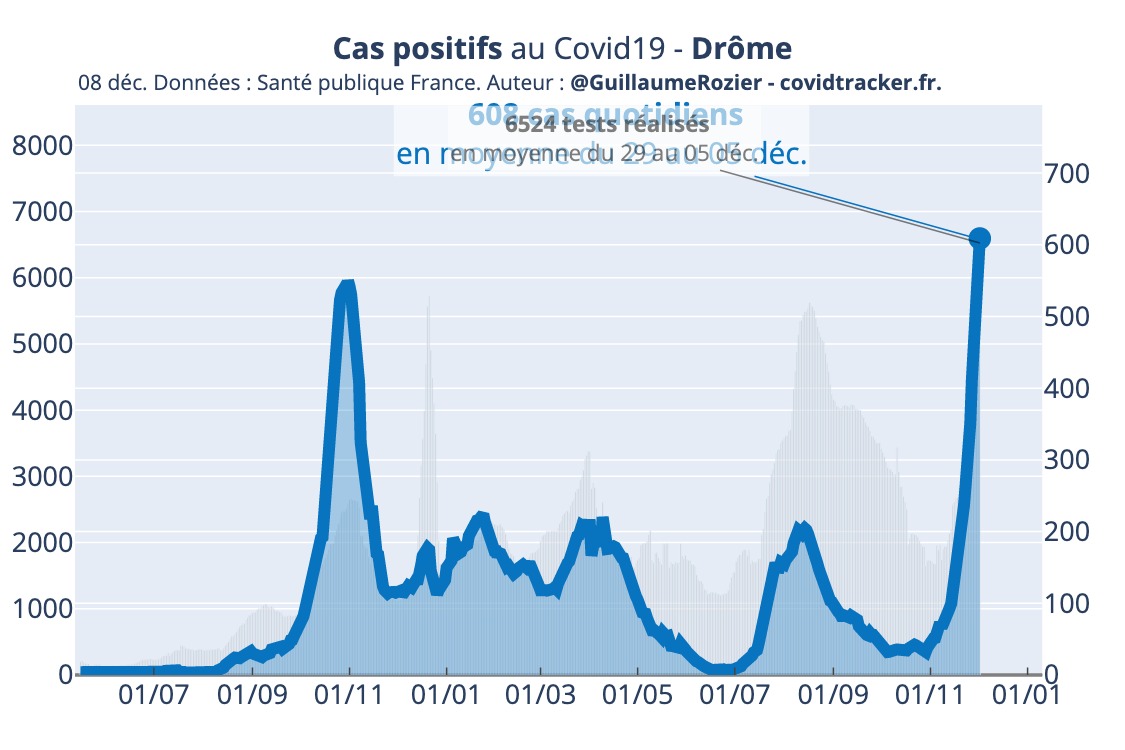 Cas positifs au Covid19 - Drôme
08 déc. Données : Santé publique France. Auteur : @GuillaumeRozier - covidtracker.fr.
608 cas quotidiens
6524 tests réalisés
en moyenne du 29 au 05 déc.
en moyenne du 29 au 05 déc.
8000
7000
6000
5000
4000
3000
2000
1000
0
700
600
500
400
300
200
100
0
01/07 01/09 01/11 01/01 01/03 01/05 01/07 01/09 01/11 01/01